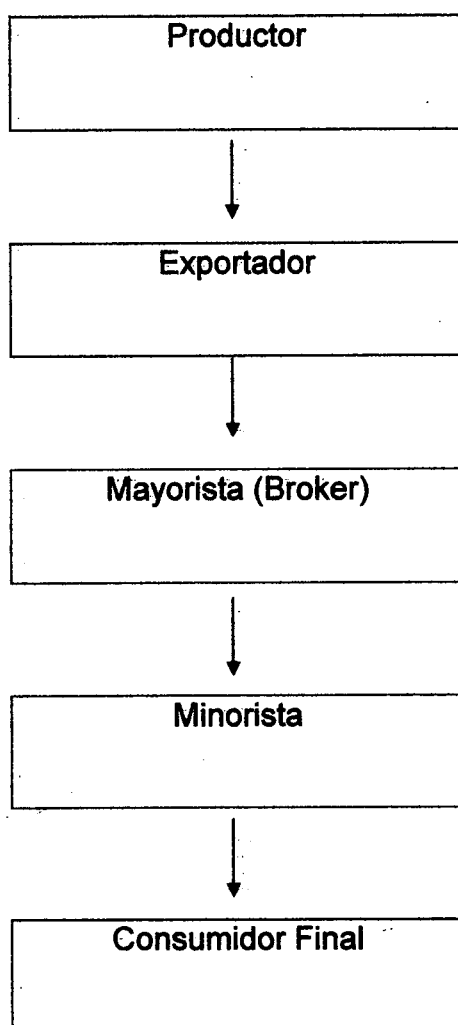 Productor
Exportador
Mayorista (Broker)
Minorista
Consumidor Final